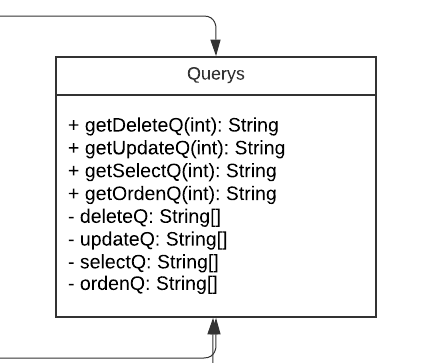 Querys
+ getDeleteQ(int): String
+ getUpdateQ(int): String
+ getSelectQ(int): String
+ getOrdenQ(int): String
- deleteQ: String[]
- updateQ: String[]
- selectQ: String[]
- ordenQ: String[]